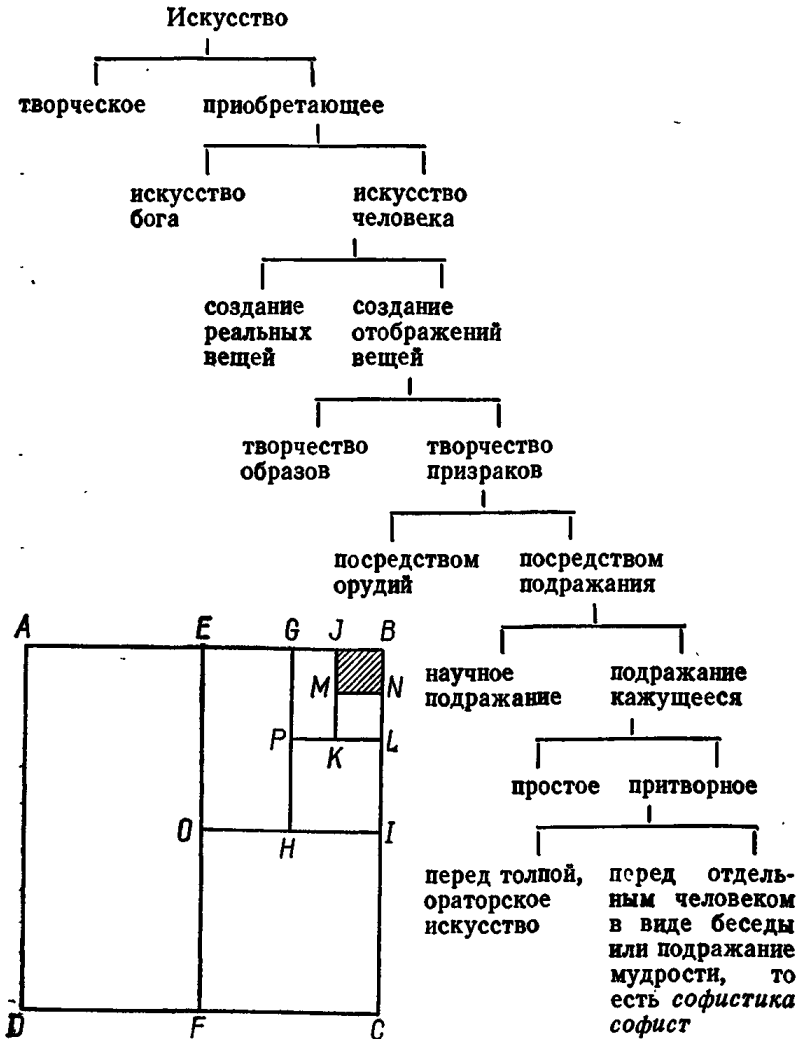 Искусство
творческое приобретающее
искусство искусство
бога человека
создание создание
реальных отображений
вещей вещей
творчество творчество
образов призраков
посредством посредством
орудий подражания
A E G J B
научное подражание
подражание кажущееся
M N
P K L
простое притворное
O H I
перед толпой, перед отдель-
ораторское ным человеком
искусство в виде беседы
или подражание
мудрости, то
есть софистика
софист
D F C